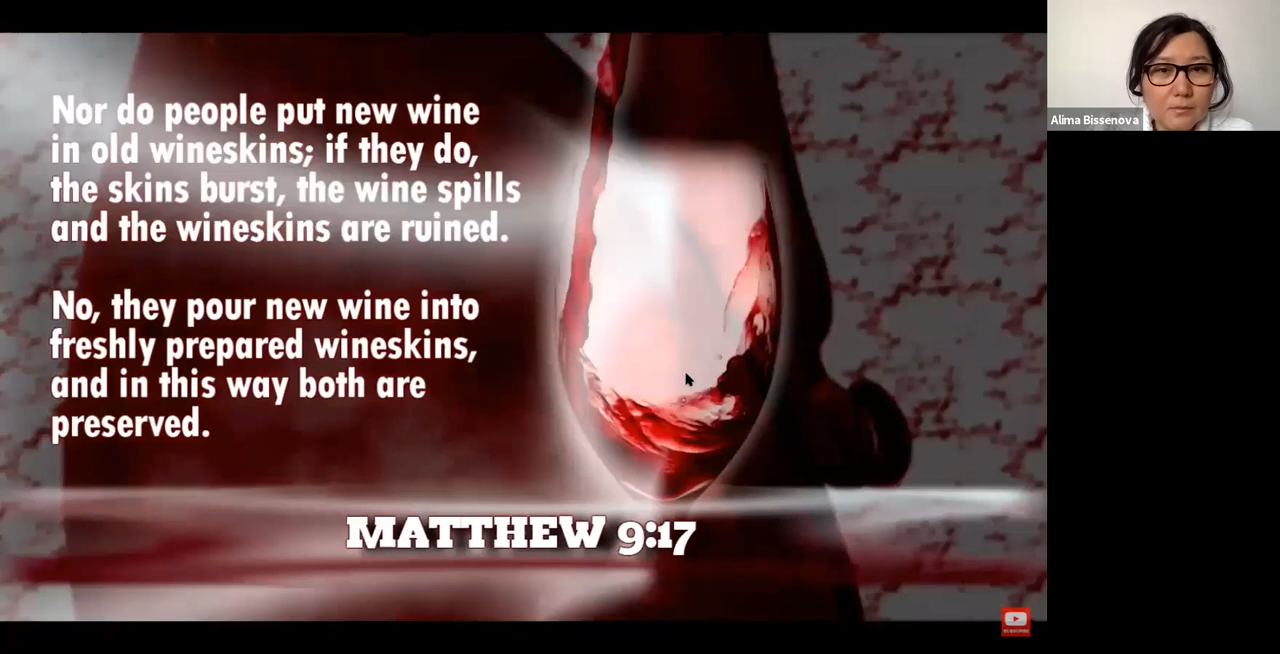 Nor do people put new wine
in old wineskins; if they do,
the skins burst, the wine spills
and the wineskins are ruined.
No, they pour new wine into
freshly prepared wineskins,
and in this way both are
preserved.
MATTHEW 9:17
Alima Bissenova
SUBSCRIBE